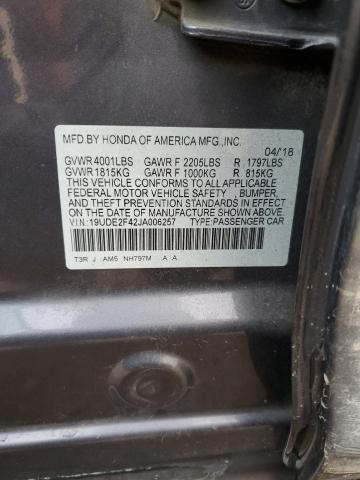 MFD.BY HONDA OF AMERICA MFG.,INC.
04/18
GVWR 4001LBS GAWR F 2205LBS R 1797LBS
GVWR 1815KG GAWR F 1000KG R 815KG
THIS VEHICLE CONFORMS TO ALL APPLICABLE
FEDERAL MOTOR VEHICLE SAFETY, BUMPER,
AND THEFT PREVENTION STANDARDS IN EFFECT
ON THE DATE OF MANUFACTURE SHOWN ABOVE.
V.I.N.:19UDE2F42JA006257 TYPE:PASSENGER CAR
T3R J AM5 NH797M A A